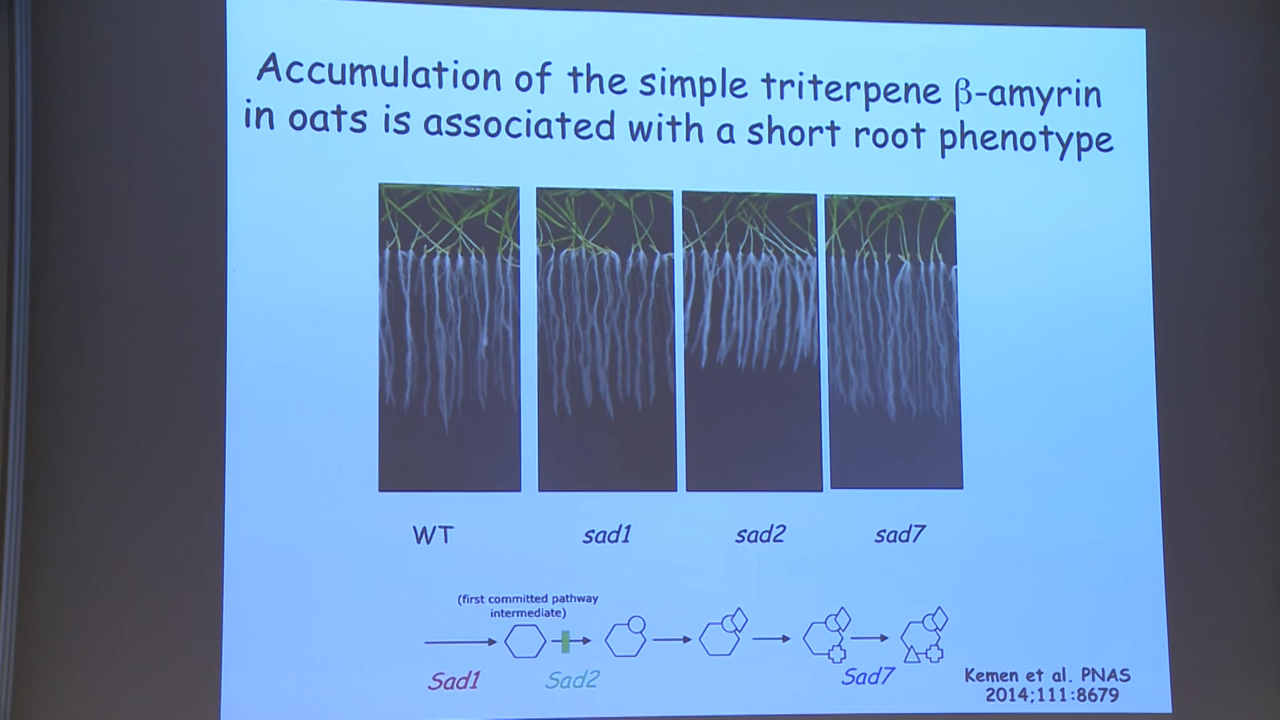 Accumulation of the simple triterpene β-amyrin
in oats is associated with a short root phenotype
WT
sad1
sad2
sad7
(first committed pathway
intermediate)
Sad1
Sad2
Sad7
Kemen et al. PNAS
2014;111:8679